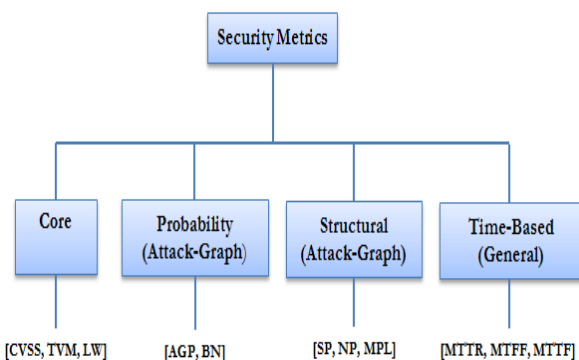 Security Metrics
Core
Probability
(Attack-Graph)
Structural
(Attack-Graph)
Time-Based
(General)
[CVSS, TVM, LW]
[AGP, BN]
[SP, NP, MPL]
[MTTR, MTFF, MTTF]